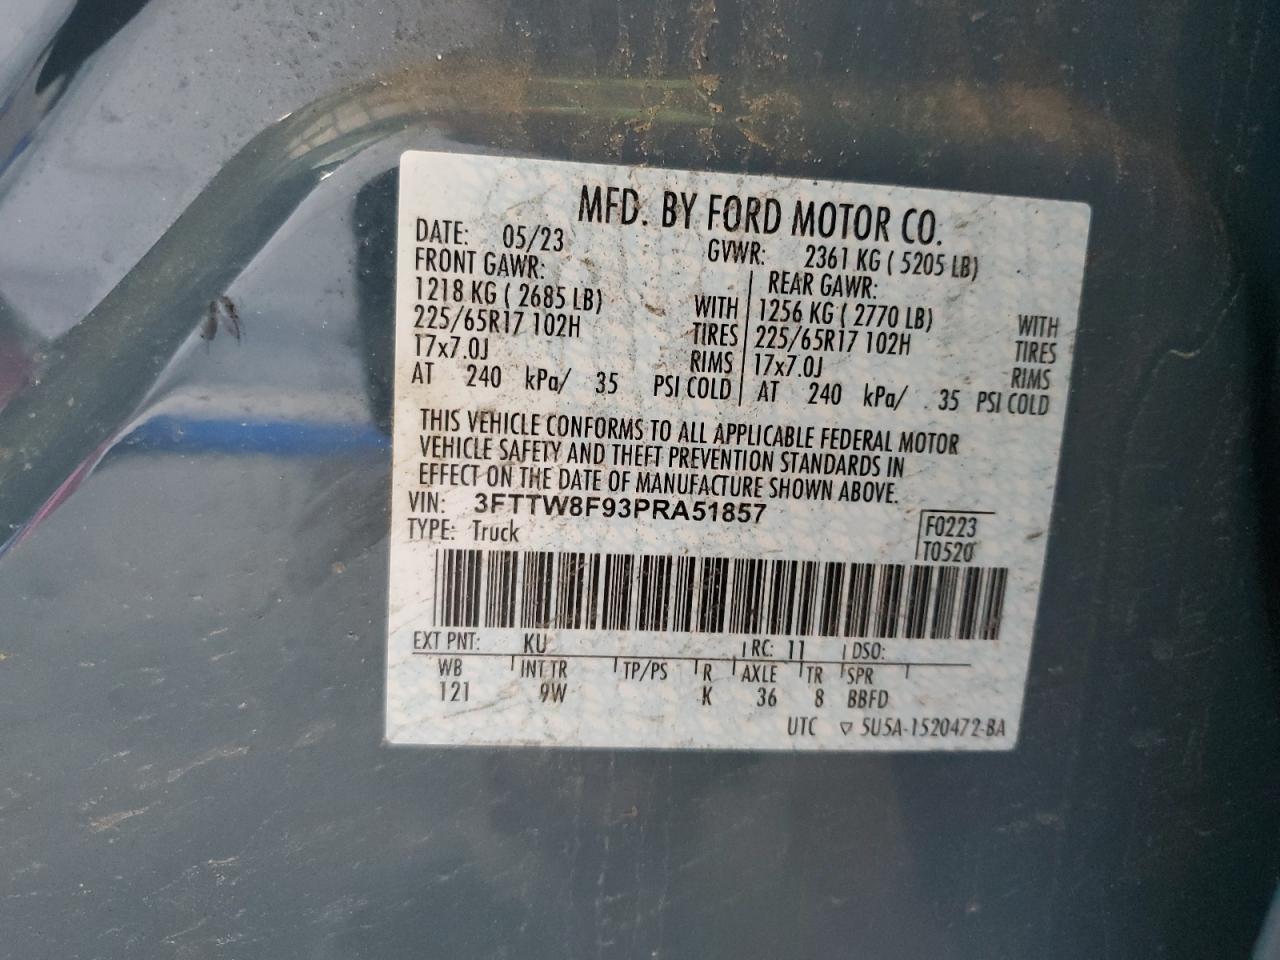 MFD. BY FORD MOTOR CO.
DATE: 05/23 GVWR: 2361 KG ( 5205 LB)
FRONT GAWR: REAR GAWR:
1218 KG ( 2685 LB) WITH 1256 KG ( 2770 LB) WITH
225/65R17 102H TIRES 225/65R17 102H TIRES
17x7.0J RIMS 17x7.0J RIMS
AT 240 kPa/ 35 PSI COLD AT 240 kPa/ 35 PSI COLD
THIS VEHICLE CONFORMS TO ALL APPLICABLE FEDERAL MOTOR
VEHICLE SAFETY AND THEFT PREVENTION STANDARDS IN
EFFECT ON THE DATE OF MANUFACTURE SHOWN ABOVE.
VIN: 3FTTW8F93PRA51857
TYPE: Truck
F0223
T0520
EXT PNT: KU RC: 11 DSO:
WB INT TR TP/PS R AXLE TR SPR
121 9W K 36 8 BBFD
UTC ▽ 5U5A-1520472-BA